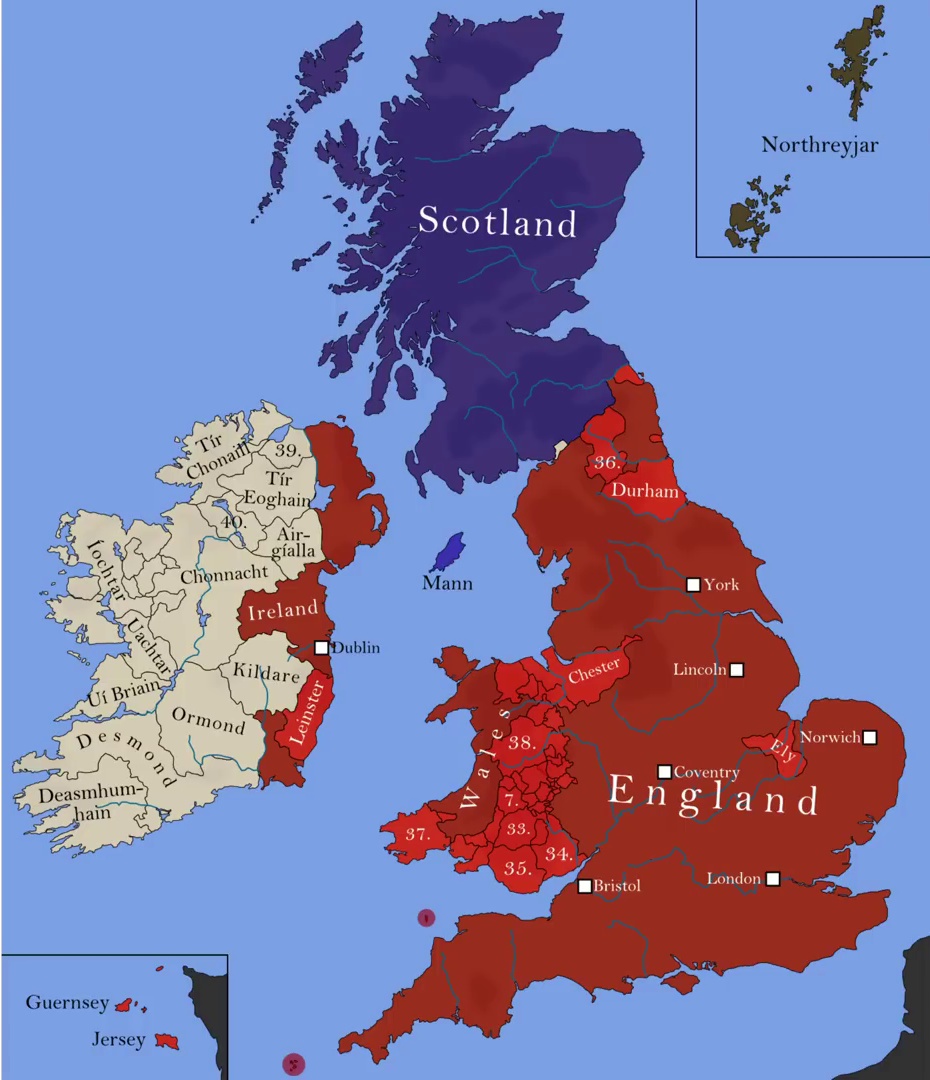 Northreyjar
Scotland
Tír
Chonaill
39.
Tír
Eoghain
40.
Air-
gíalla
Íochtar
Chonnacht
Uachtar
Ireland
Dublin
Kildare
Uí Briain
Ormond
Leinster
Desmond
Deasmhum-
hain
Mann
36.
Durham
York
Chester
Lincoln
Wales
38.
Ely
Norwich
Coventry
England
7.
33.
37.
34.
35.
Bristol
London
Guernsey
Jersey